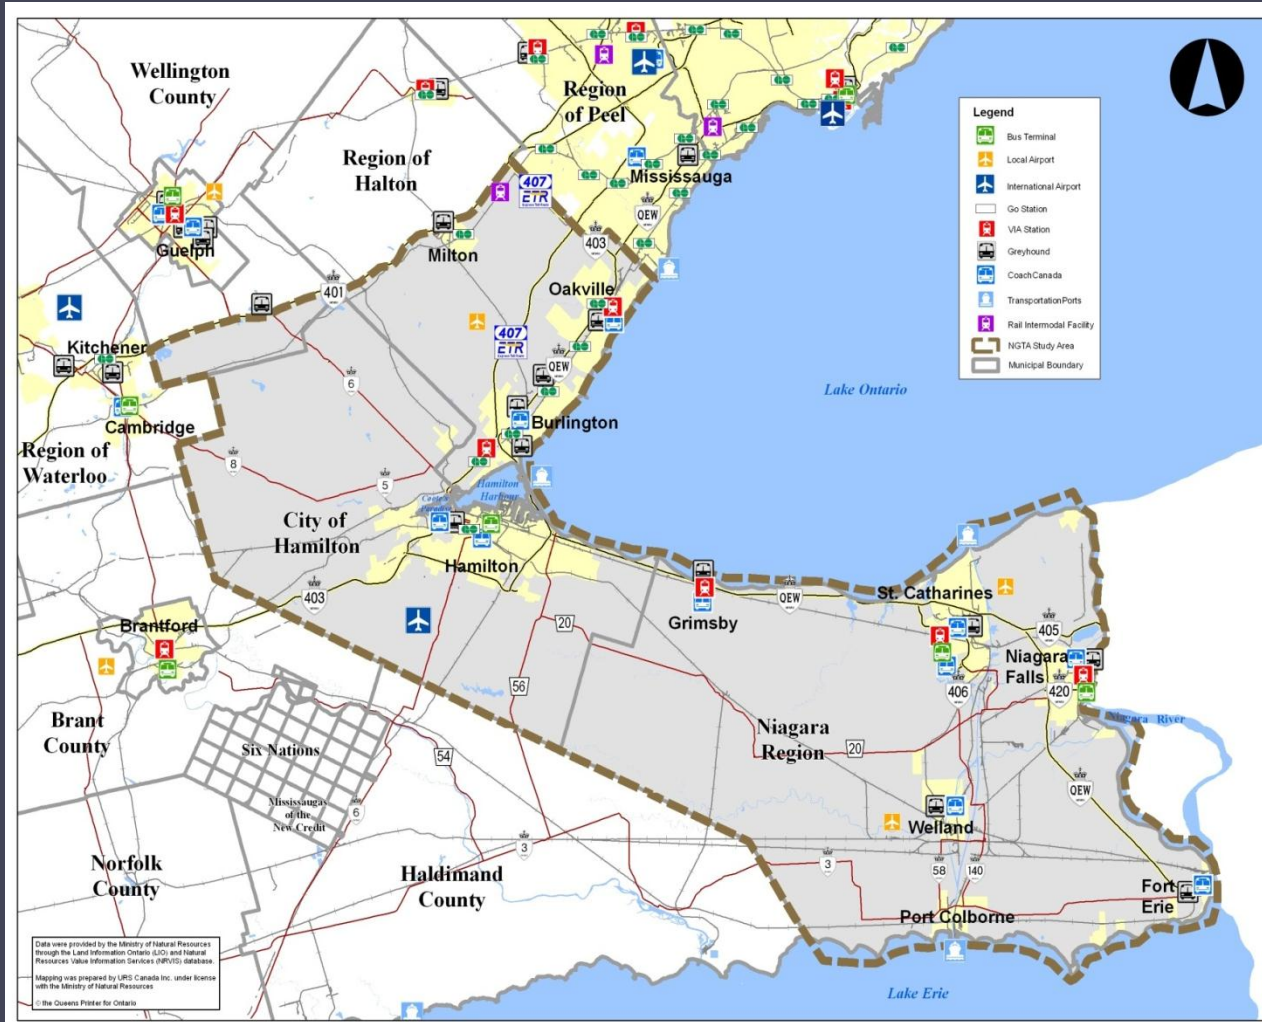 Wellington
County
Region
of Peel
Region of
Halton
407
ETR
Mississauga
QEW
403
Guelph
Milton
401
Oakville
407
ETR
QEW
Kitchener
6
Cambridge
Burlington
Region of
Waterloo
8
5
Hamilton
Harbour
Coote's
Paradise
City of
Hamilton
Hamilton
403
Brantford
Lake Ontario
Legend
Bus Terminal
Local Airport
International Airport
Go Station
VIA Station
Greyhound
Coach Canada
Transportation Ports
Rail Intermodal Facility
NGTA Study Area
Municipal Boundary
QEW
Grimsby
St. Catharines
405
20
Niagara
Falls
420
406
56
Niagara River
Brant
County
Six Nations
54
Niagara
Region
20
QEW
Mississaugas
of the
New Credit
6
Welland
3
3
58
140
Norfolk
County
Haldimand
County
Fort
Erie
Port Colborne
Lake Erie
Data were provided by the Ministry of Natural Resources
through the Land Information Ontario (LIO) and Natural
Resources Value Information Services (NRVIS) database.
Mapping was prepared by URS Canada Inc. under license
with the Ministry of Natural Resources
© the Queens Printer for Ontario